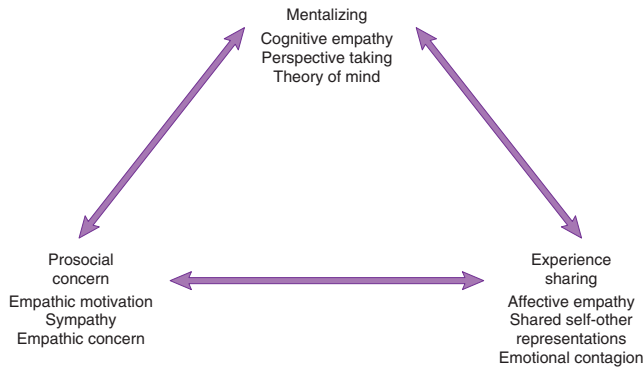 Mentalizing
Cognitive empathy
Perspective taking
Theory of mind
Prosocial
concern
Empathic motivation
Sympathy
Empathic concern
Experience
sharing
Affective empathy
Shared self-other
representations
Emotional contagion